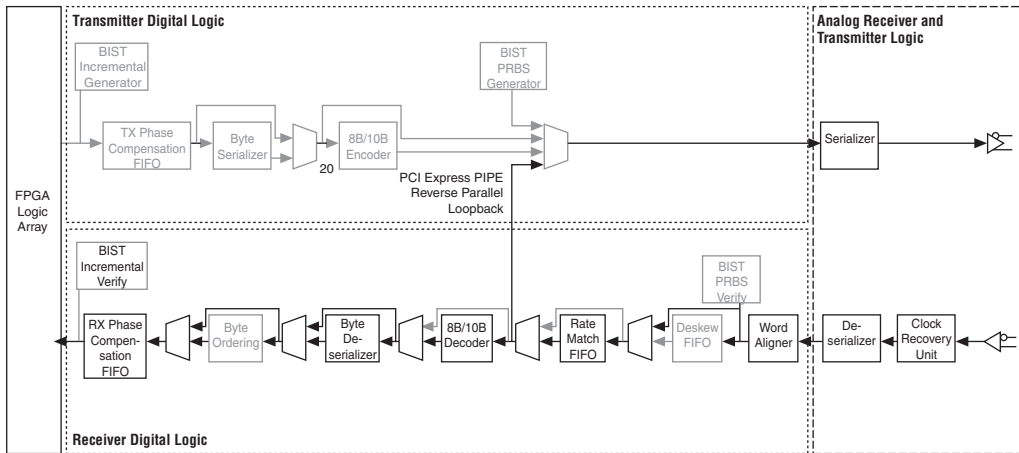 Transmitter Digital Logic
Analog Receiver and
Transmitter Logic
BIST
Incremental
Generator
BIST
PRBS
Generator
TX Phase
Compensation
FIFO
Byte
Serializer
20
8B/10B
Encoder
Serializer
PCI Express PIPE
Reverse Parallel
Loopback
FPGA
Logic
Array
BIST
Incremental
Verify
BIST
PRBS
Verify
RX Phase
Compen-
sation
FIFO
Byte
Ordering
Byte
De-
serializer
8B/10B
Decoder
Rate
Match
FIFO
Deskew
FIFO
Word
Aligner
De-
serializer
Clock
Recovery
Unit
Receiver Digital Logic